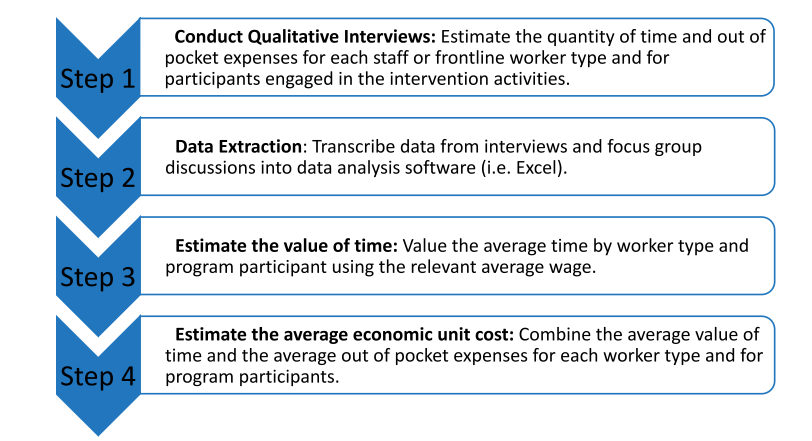 Step 1
Conduct Qualitative Interviews: Estimate the quantity of time and out of
pocket expenses for each staff or frontline worker type and for
participants engaged in the intervention activities.
Step 2
Data Extraction: Transcribe data from interviews and focus group
discussions into data analysis software (i.e. Excel).
Step 3
Estimate the value of time: Value the average time by worker type and
program participant using the relevant average wage.
Step 4
Estimate the average economic unit cost: Combine the average value of
time and the average out of pocket expenses for each worker type and for
program participants.